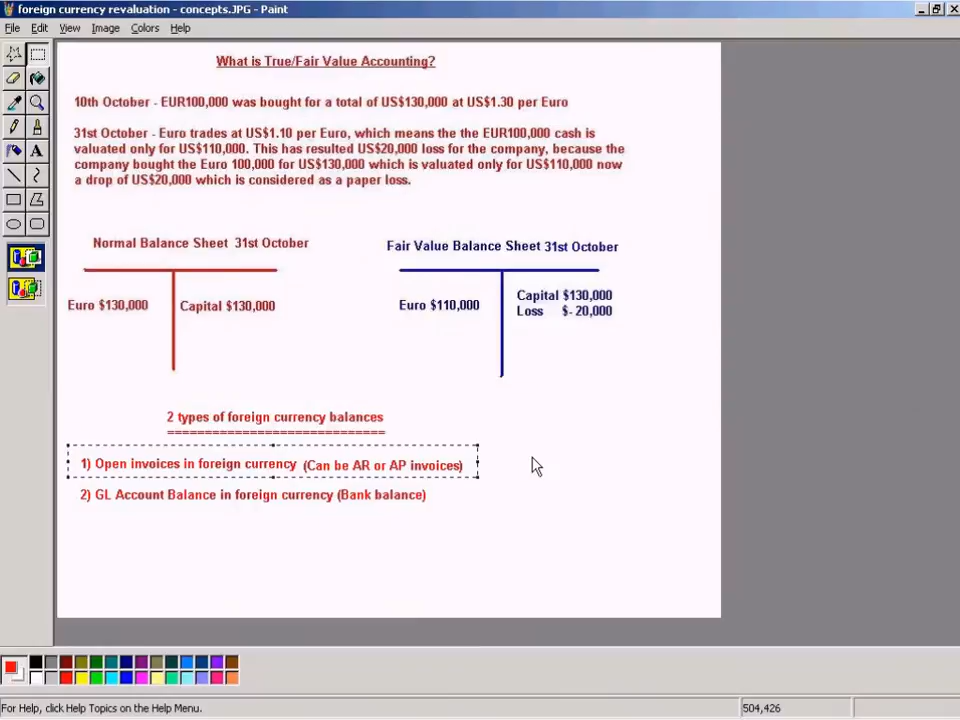 foreign currency revaluation - concepts.JPG - Paint
File Edit View Image Colors Help
What is True/Fair Value Accounting?
10th October - EUR100,000 was bought for a total of US$130,000 at US$1.30 per Euro
31st October - Euro trades at US$1.10 per Euro, which means the the EUR100,000 cash is
valuated only for US$110,000. This has resulted US$20,000 loss for the company, because the
company bought the Euro 100,000 for US$130,000 which is valuated only for US$110,000 now
a drop of US$20,000 which is considered as a paper loss.
Normal Balance Sheet 31st October
Euro $130,000 Capital $130,000
Fair Value Balance Sheet 31st October
Euro $110,000 Capital $130,000
Loss $- 20,000
2 types of foreign currency balances
=============================
1) Open invoices in foreign currency (Can be AR or AP invoices)
2) GL Account Balance in foreign currency (Bank balance)
For Help, click Help Topics on the Help Menu. 504,426